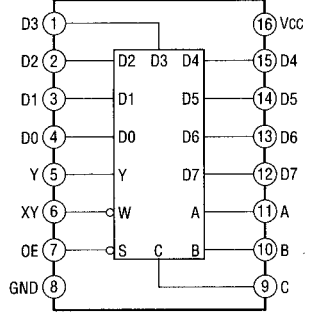 D3 1 16 VCC
D2 2 D2 D3 D4 15 D4
D1 3 D1 D5 14 D5
D0 4 D0 D6 13 D6
Y 5 Y D7 12 D7
XY 6 W A 11 A
OE 7 S C B 10 B
GND 8 9 C